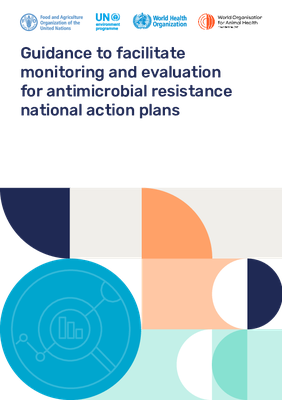 Food and Agriculture
Organization of the
United Nations
UN
environment
programme
World Health
Organization
World Organisation
for Animal Health
Guidance to facilitate
monitoring and evaluation
for antimicrobial resistance
national action plans